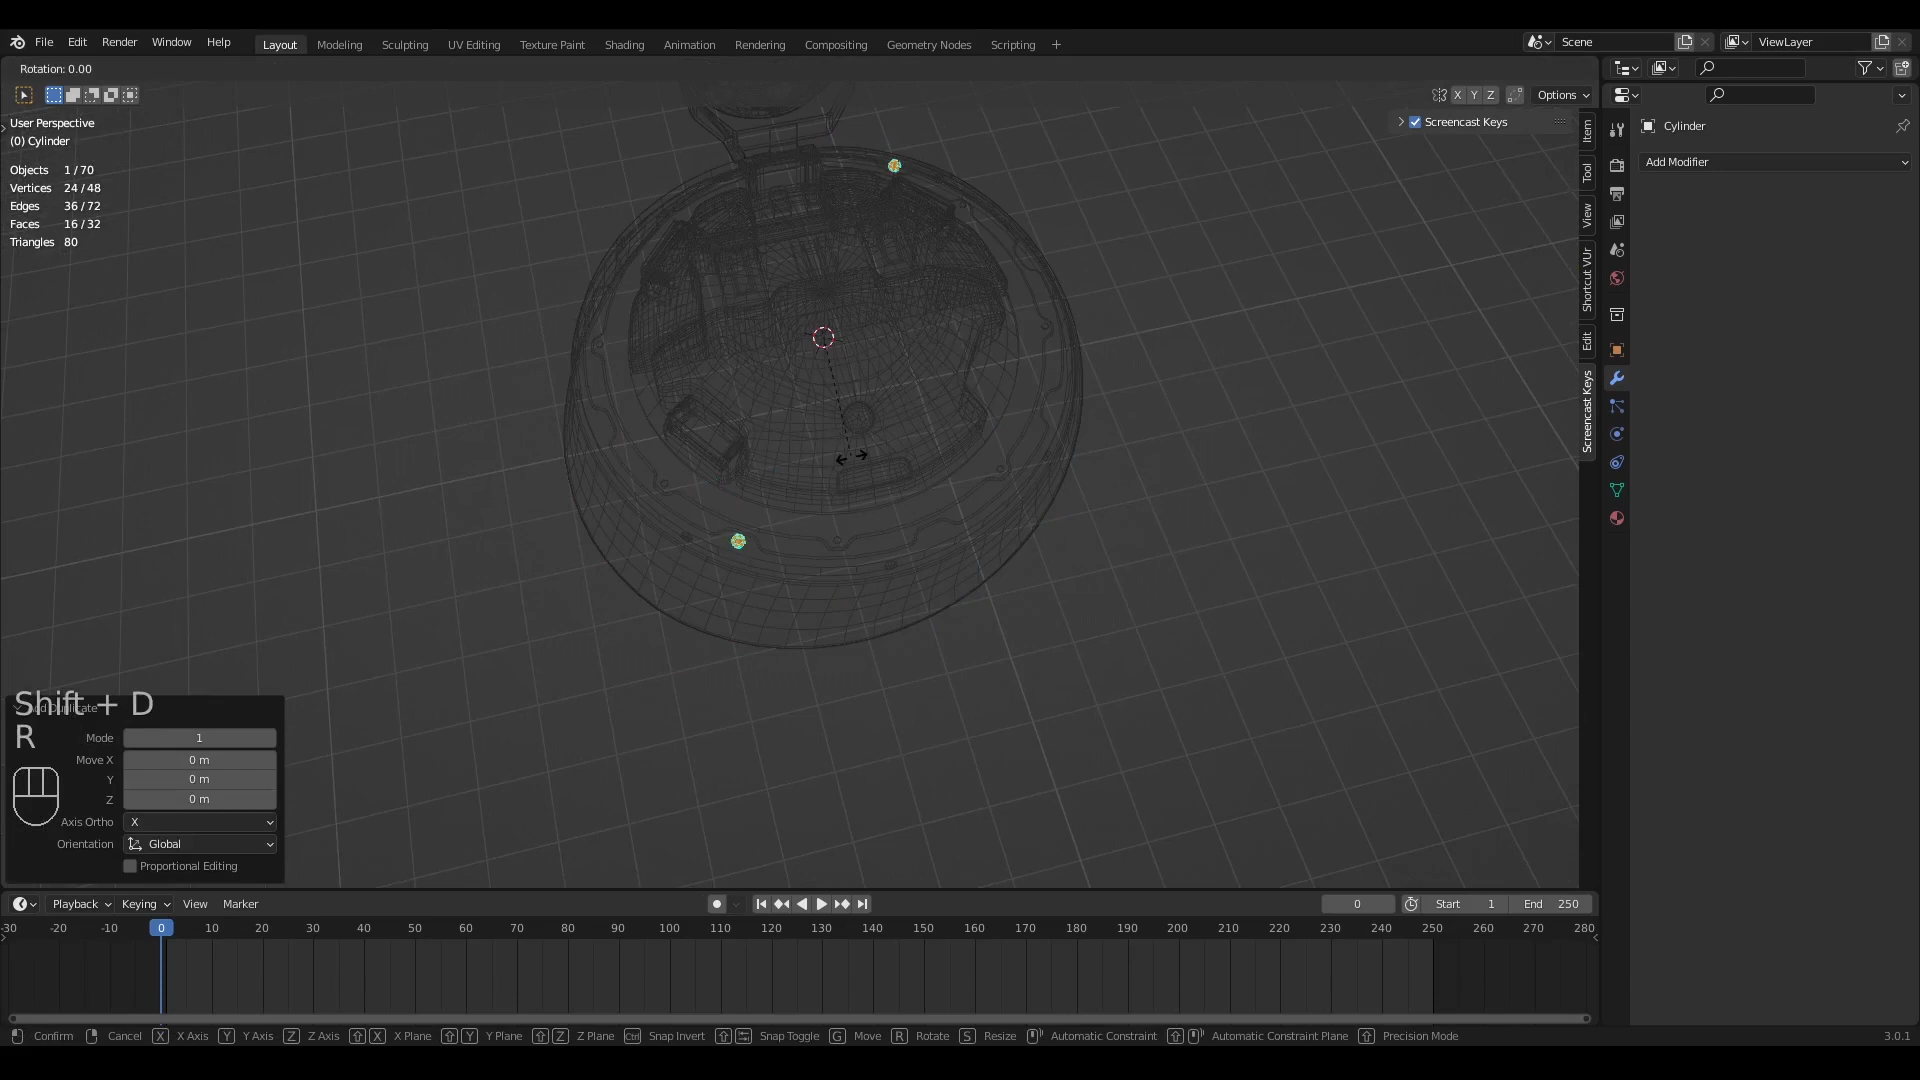 File Edit Render Window Help Layout Modeling Sculpting UV Editing Texture Paint Shading Animation Rendering Compositing Geometry Nodes Scripting + Scene ViewLayer
Rotation: 0.00
X Y Z Options
User Perspective
(0) Cylinder
Screencast Keys
Objects 1 / 70
Vertices 24 / 48
Edges 36 / 72
Faces 16 / 32
Triangles 80
Item
Tool
View
Shortcut VUr
Edit
Screencast Keys
Cylinder
Add Modifier
Shift + D
R
Mode 1
Move X 0 m
Y 0 m
Z 0 m
Axis Ortho X
Orientation Global
Proportional Editing
Playback Keying View Marker 0 Start 1 End 250
-30 -20 -10 0 10 20 30 40 50 60 70 80 90 100 110 120 130 140 150 160 170 180 190 200 210 220 230 240 250 260 270 280
Confirm Cancel X X Axis Y Y Axis Z Z Axis X X Plane Y Y Plane Z Z Plane Ctrl Snap Invert Snap Toggle G Move R Rotate S Resize Automatic Constraint Automatic Constraint Plane Precision Mode 3.0.1